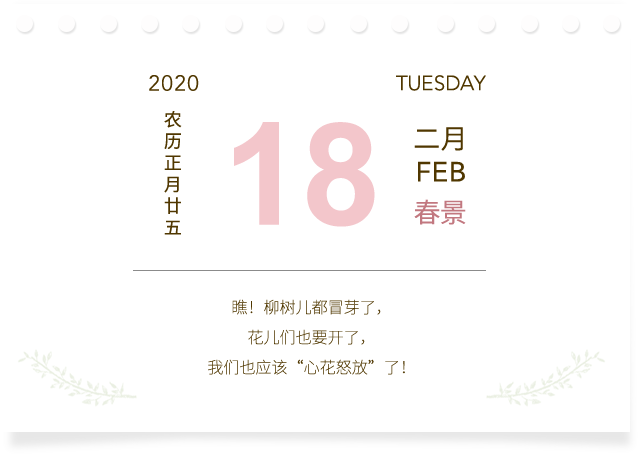 2020
TUESDAY
农历正月廿五
18
二月
FEB
春景
瞧！柳树儿都冒芽了，
花儿们也要开了，
我们也应该“心花怒放”了！